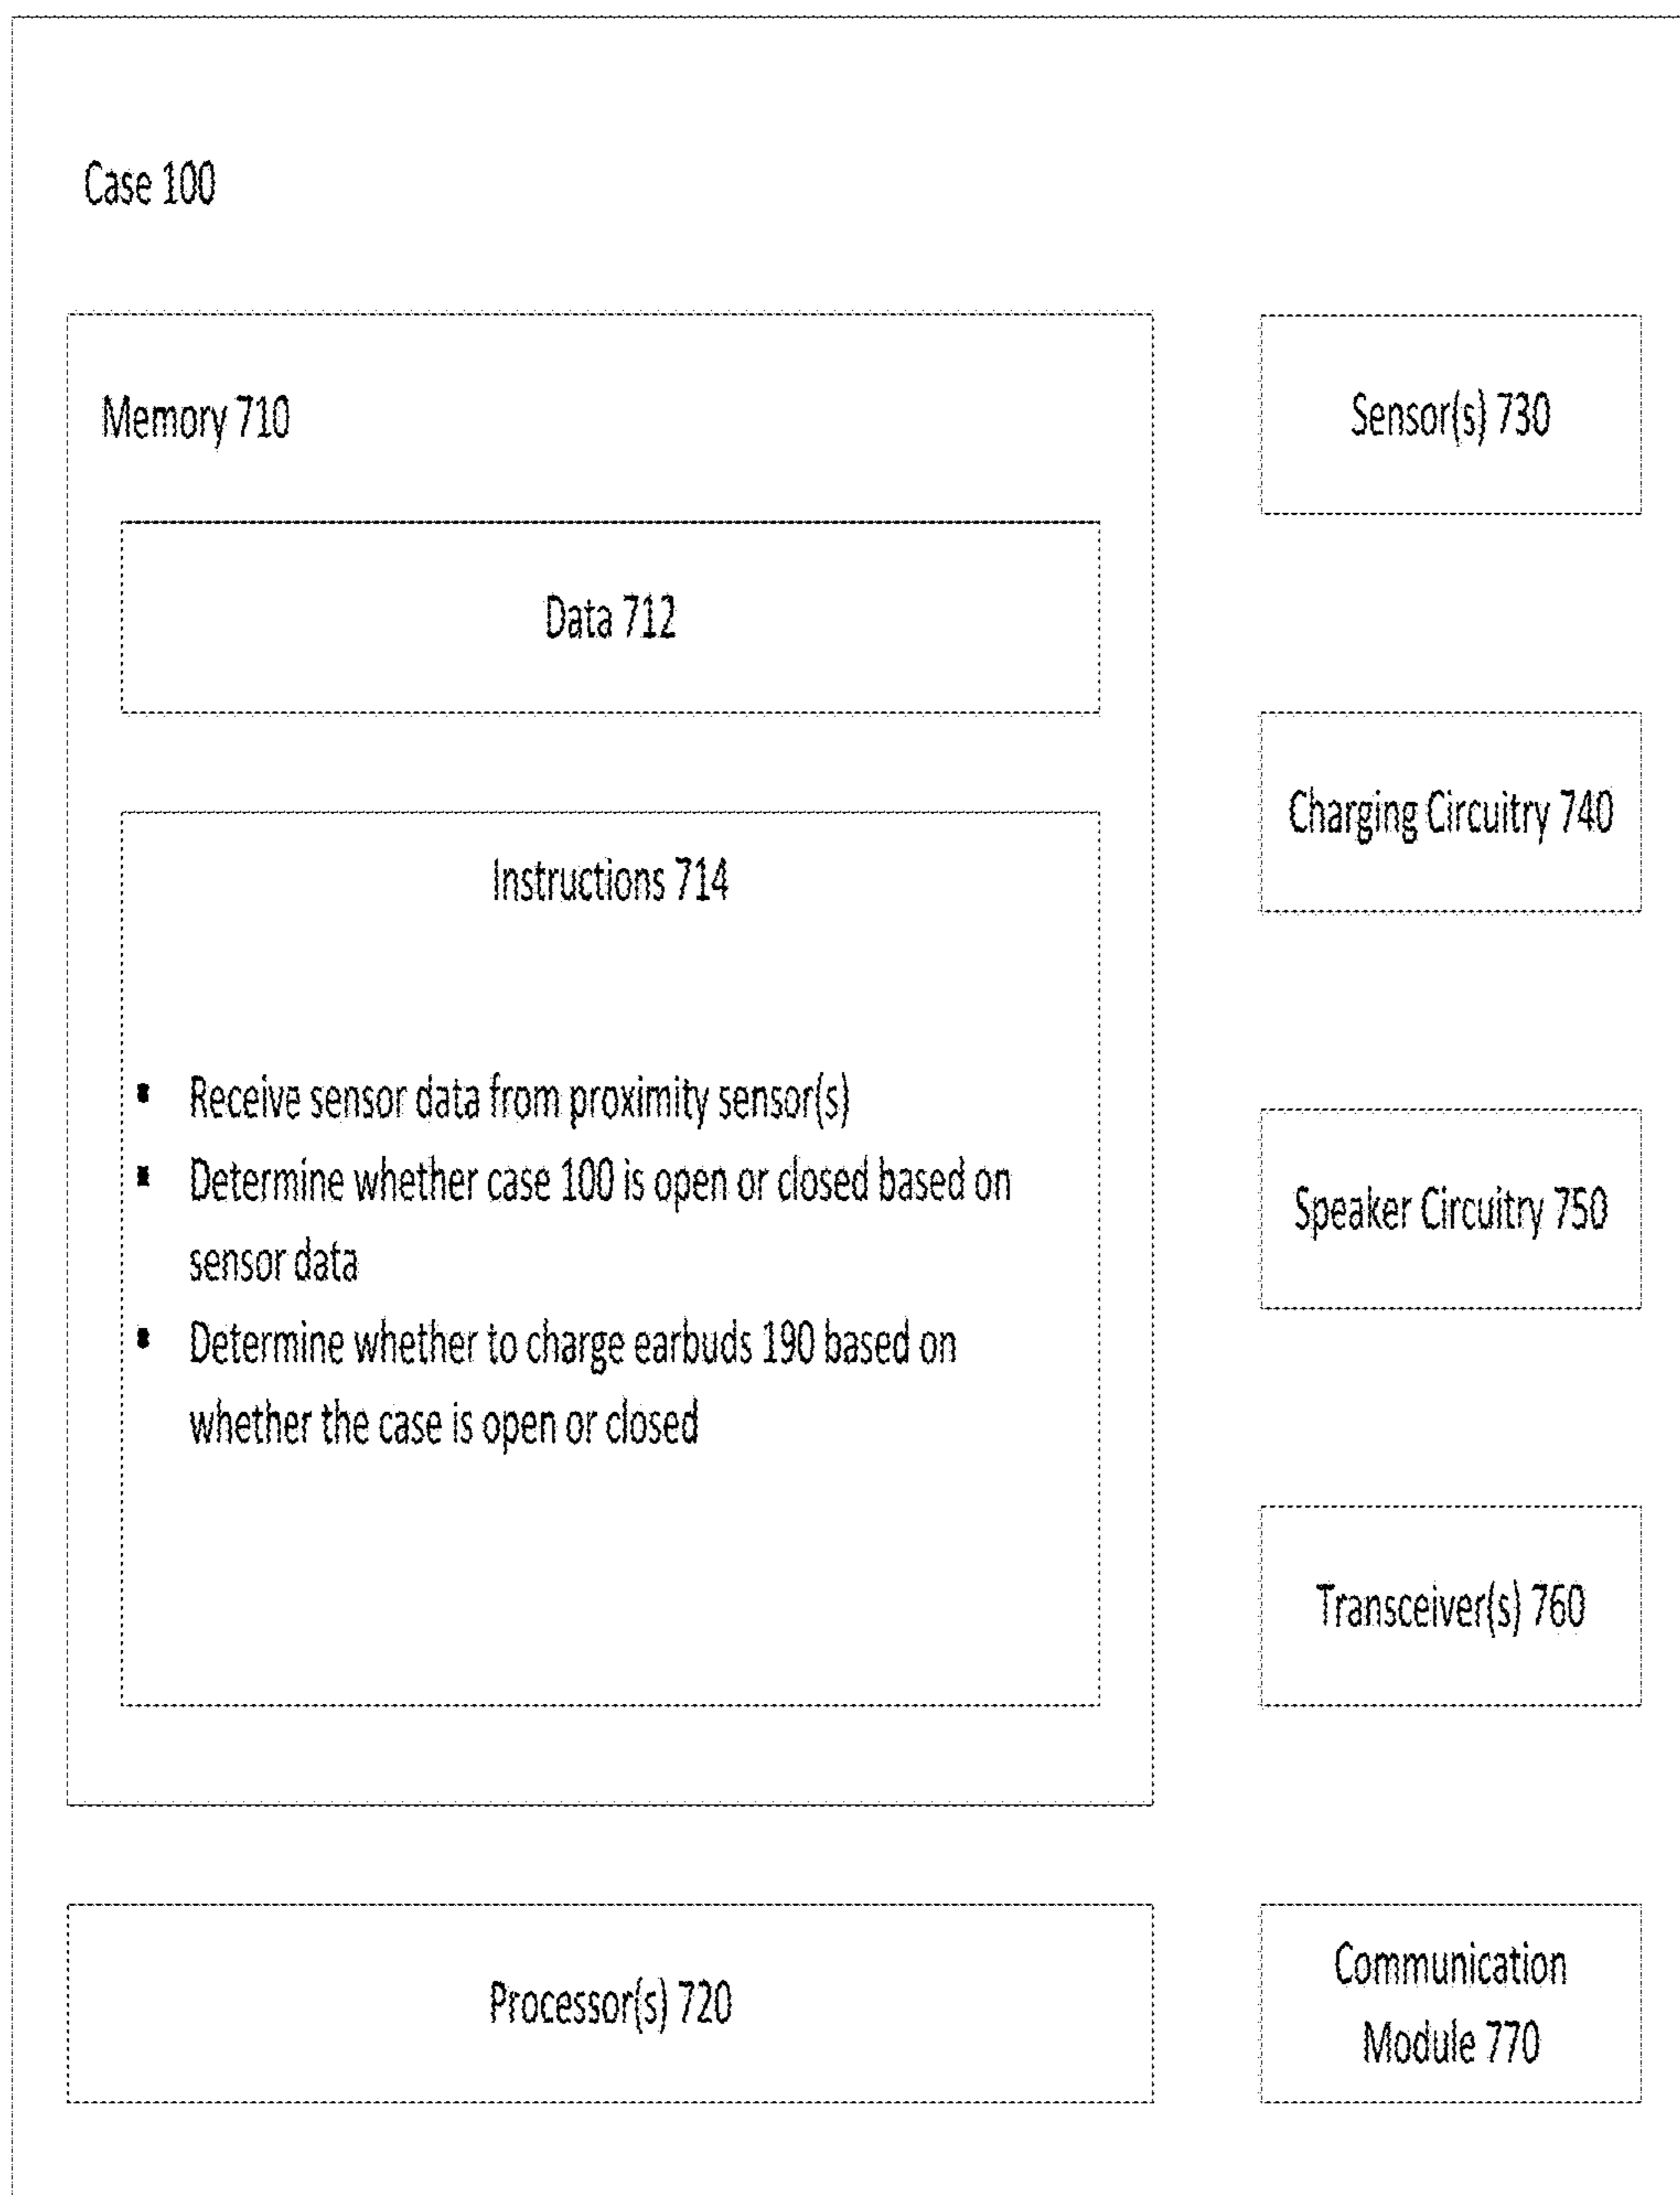 Case 100
Memory 710
Data 712
Instructions 714
▪ Receive sensor data from proximity sensor(s)
▪ Determine whether case 100 is open or closed based on
sensor data
▪ Determine whether to charge earbuds 190 based on
whether the case is open or closed
Processor(s) 720
Sensor(s) 730
Charging Circuitry 740
Speaker Circuitry 750
Transceiver(s) 760
Communication
Module 770